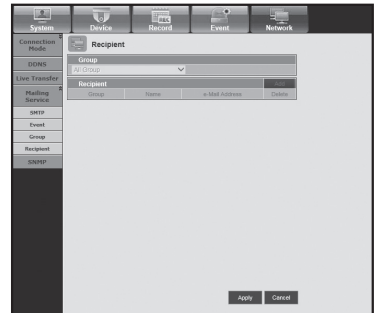 System Device Record Event Network
Connection Mode
DDNS
Live Transfer
Mailing Service
SMTP
Event
Group
Recipient
SNMP
Recipient
Group
All Group
Recipient Add
Group Name e-Mail Address Delete
Apply Cancel